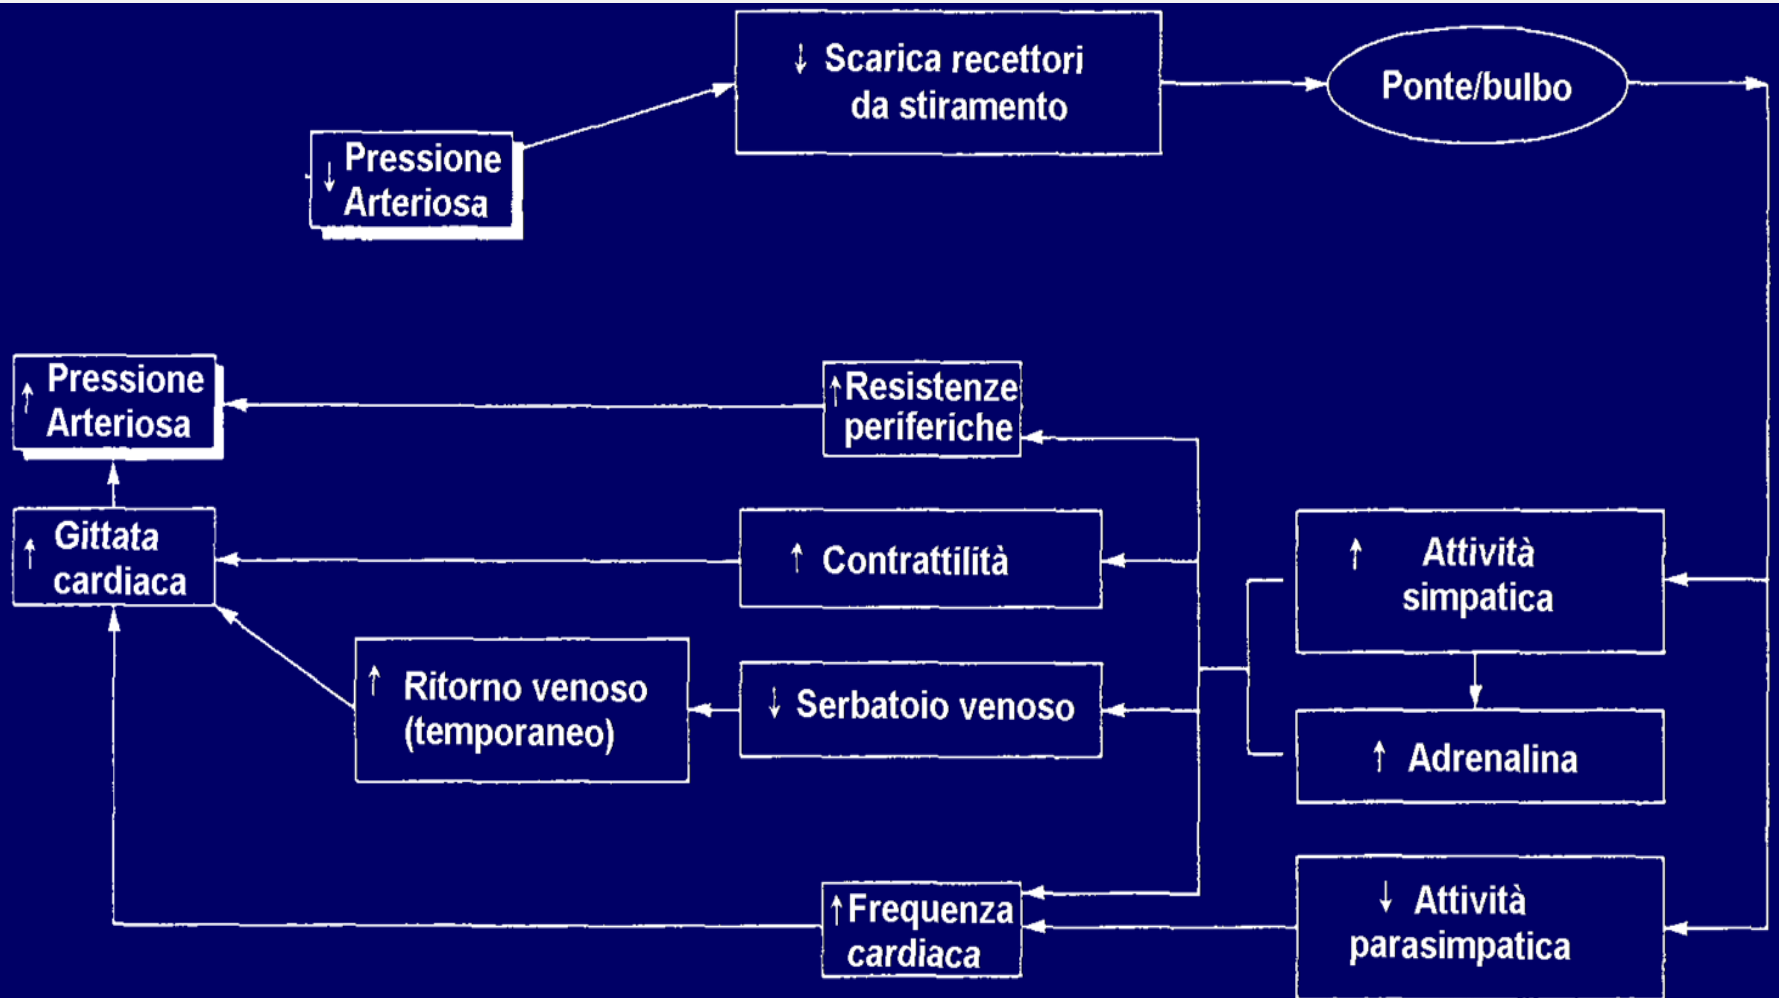 ↓ Scarica recettori
da stiramento
Ponte/bulbo
↓ Pressione
Arteriosa
↑ Pressione
Arteriosa
↑ Resistenze
periferiche
↑ Gittata
cardiaca
↑ Contrattilità
↑ Attività
simpatica
↑ Ritorno venoso
(temporaneo)
↓ Serbatoio venoso
↑ Adrenalina
↑ Frequenza
cardiaca
↓ Attività
parasimpatica